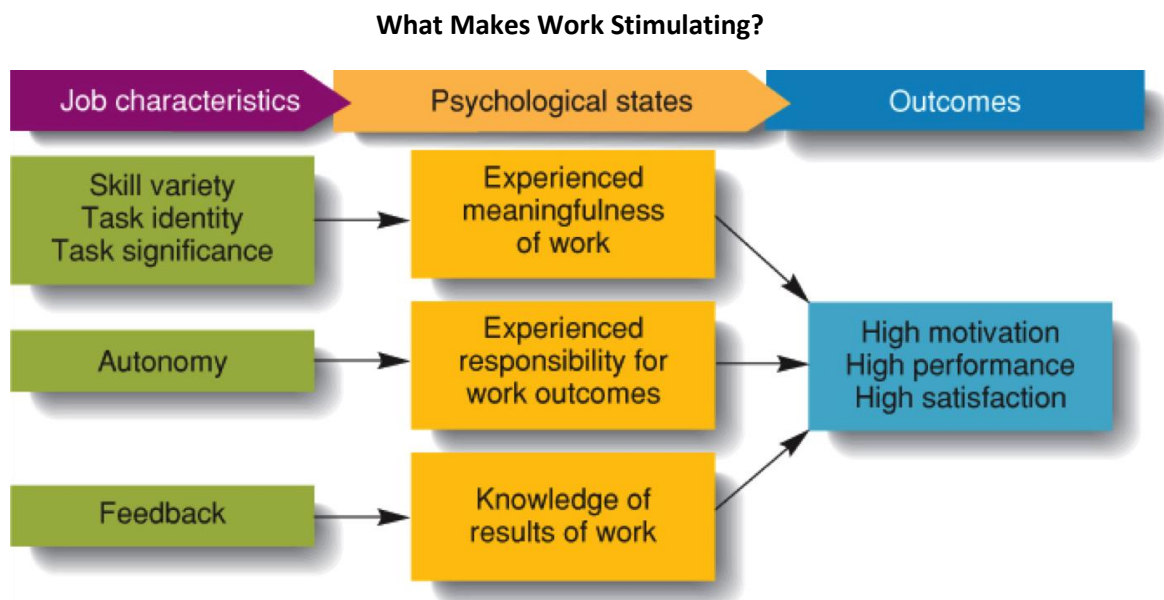 What Makes Work Stimulating?
Job characteristics
Psychological states
Outcomes
Skill variety
Task identity
Task significance
Experienced
meaningfulness
of work
Autonomy
Experienced
responsibility for
work outcomes
High motivation
High performance
High satisfaction
Feedback
Knowledge of
results of work